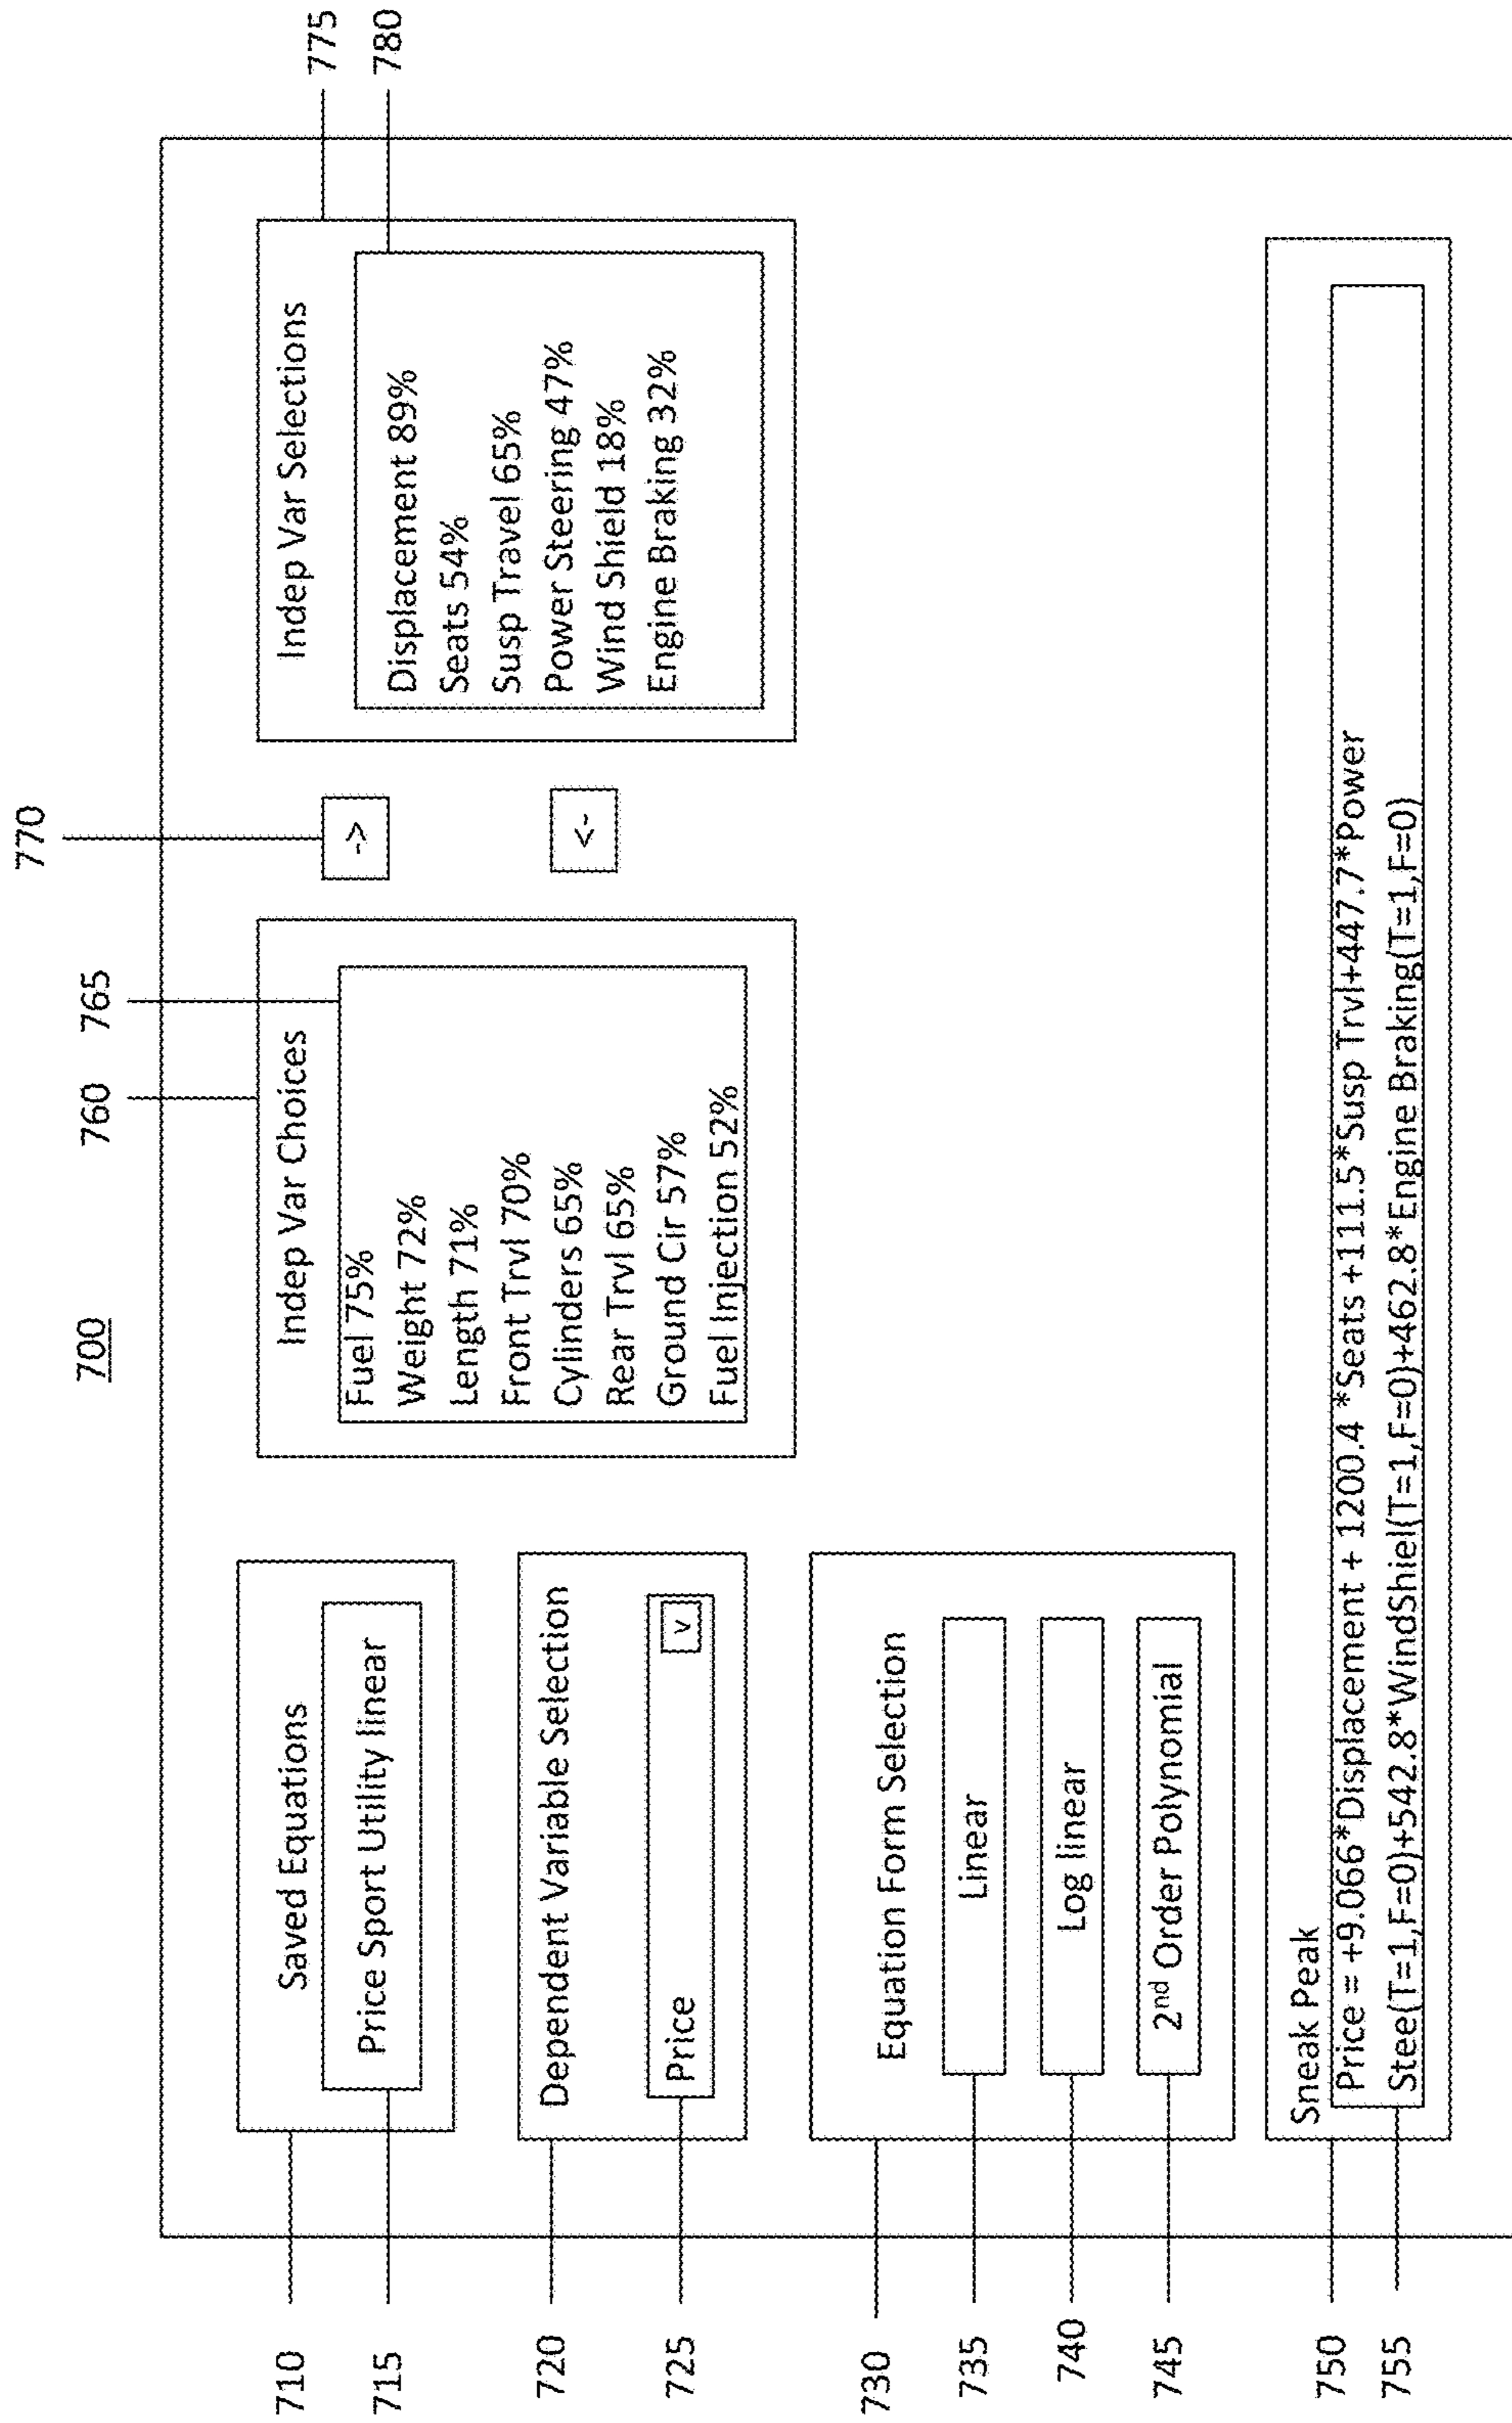 700
710
Saved Equations
715
Price Sport Utility linear
720
Dependent Variable Selection
725
Price
v
730
Equation Form Selection
735
Linear
740
Log linear
745
2nd Order Polynomial
760
765
Indep Var Choices
Fuel 75%
Weight 72%
Length 71%
Front Trvl 70%
Cylinders 65%
Rear Trvl 65%
Ground Cir 57%
Fuel Injection 52%
770
->
<-
775
Indep Var Selections
780
Displacement 89%
Seats 54%
Susp Travel 65%
Power Steering 47%
Wind Shield 18%
Engine Braking 32%
750
Sneak Peak
755
Price = +9.066*Displacement + 1200.4 *Seats +111.5*Susp Trvl+447.7*Power
Steel(T=1,F=0)+542.8*WindShiel(T=1,F=0)+462.8*Engine Braking(T=1,F=0)